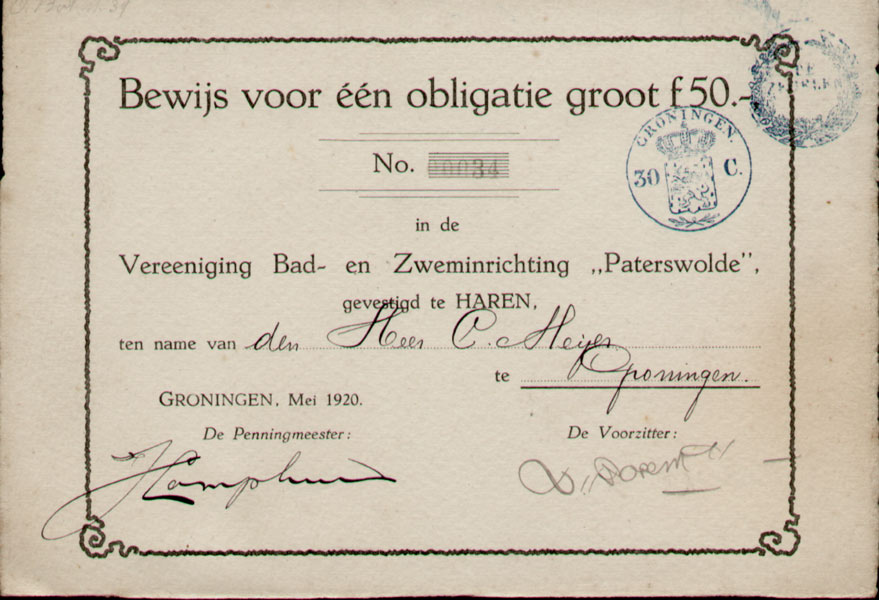 Bewijs voor één obligatie groot f 50.-
GRONINGEN.
30 C.
No. 00034
in de
Vereeniging Bad- en Zweminrichting „Paterswolde”,
gevestigd te HAREN,
ten name van den Heer C. Meijer
te Groningen.
GRONINGEN, Mei 1920.
De Penningmeester:
De Voorzitter: